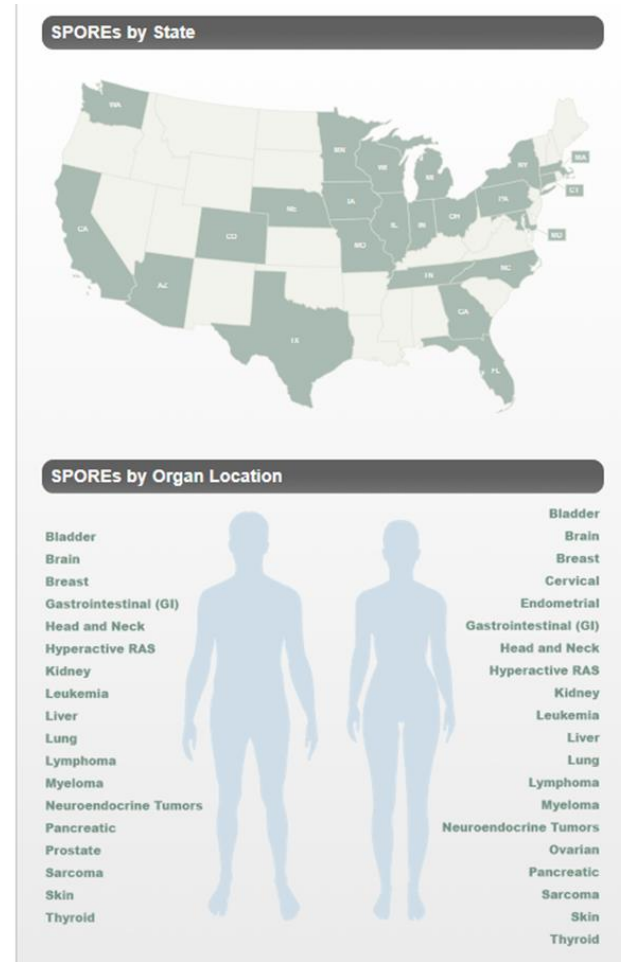 SPOREs by State
WA
MN
WI
MI
NY
MA
CT
PA
IA
NE
IL
IN
OH
MD
CA
CO
MO
NC
TN
AZ
GA
TX
FL
SPOREs by Organ Location
Bladder
Brain
Breast
Gastrointestinal (GI)
Head and Neck
Hyperactive RAS
Kidney
Leukemia
Liver
Lung
Lymphoma
Myeloma
Neuroendocrine Tumors
Pancreatic
Prostate
Sarcoma
Skin
Thyroid
Bladder
Brain
Breast
Cervical
Endometrial
Gastrointestinal (GI)
Head and Neck
Hyperactive RAS
Kidney
Leukemia
Liver
Lung
Lymphoma
Myeloma
Neuroendocrine Tumors
Ovarian
Pancreatic
Sarcoma
Skin
Thyroid